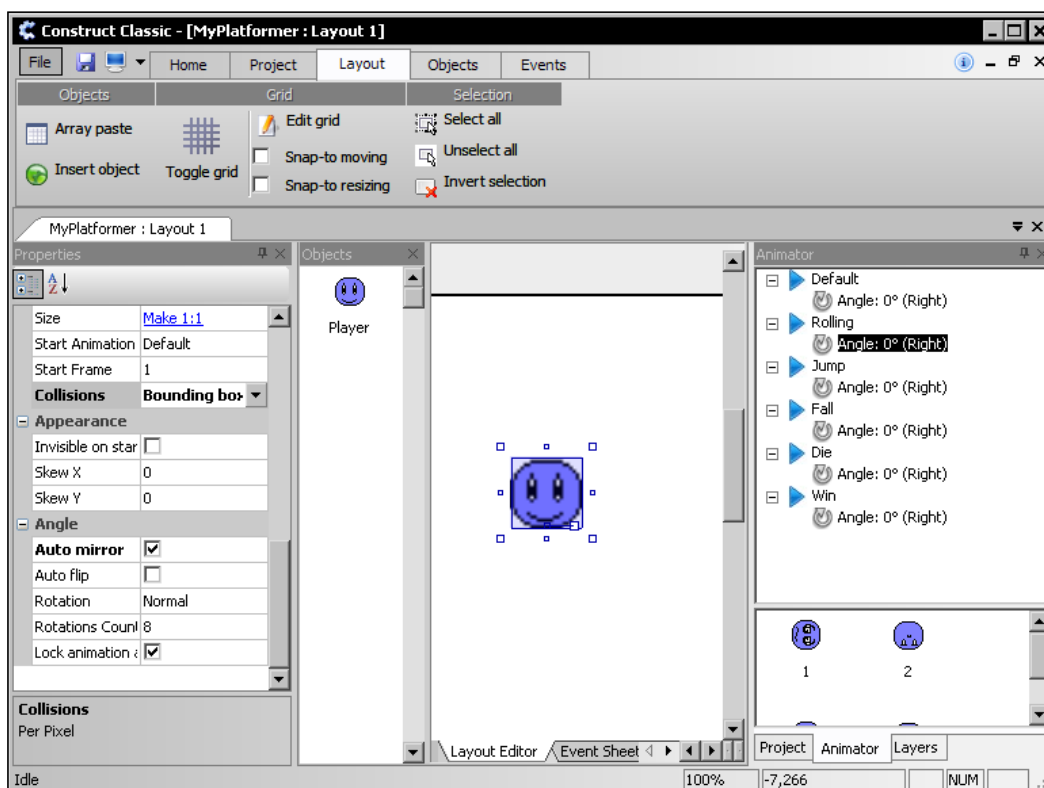 Construct Classic - [MyPlatformer : Layout 1]
File Home Project Layout Objects Events
Objects Grid Selection
Array paste
Insert object
Toggle grid
Edit grid
Snap-to moving
Snap-to resizing
Select all
Unselect all
Invert selection
MyPlatformer : Layout 1
Properties
Size Make 1:1
Start Animation Default
Start Frame 1
Collisions Bounding box
Appearance
Invisible on star
Skew X 0
Skew Y 0
Angle
Auto mirror
Auto flip
Rotation Normal
Rotations Count 8
Lock animation a
Collisions
Per Pixel
Objects
Player
Layout Editor Event Sheet
Animator
Default
Angle: 0° (Right)
Rolling
Angle: 0° (Right)
Jump
Angle: 0° (Right)
Fall
Angle: 0° (Right)
Die
Angle: 0° (Right)
Win
Angle: 0° (Right)
1 2
Project Animator Layers
Idle 100% -7,266 NUM